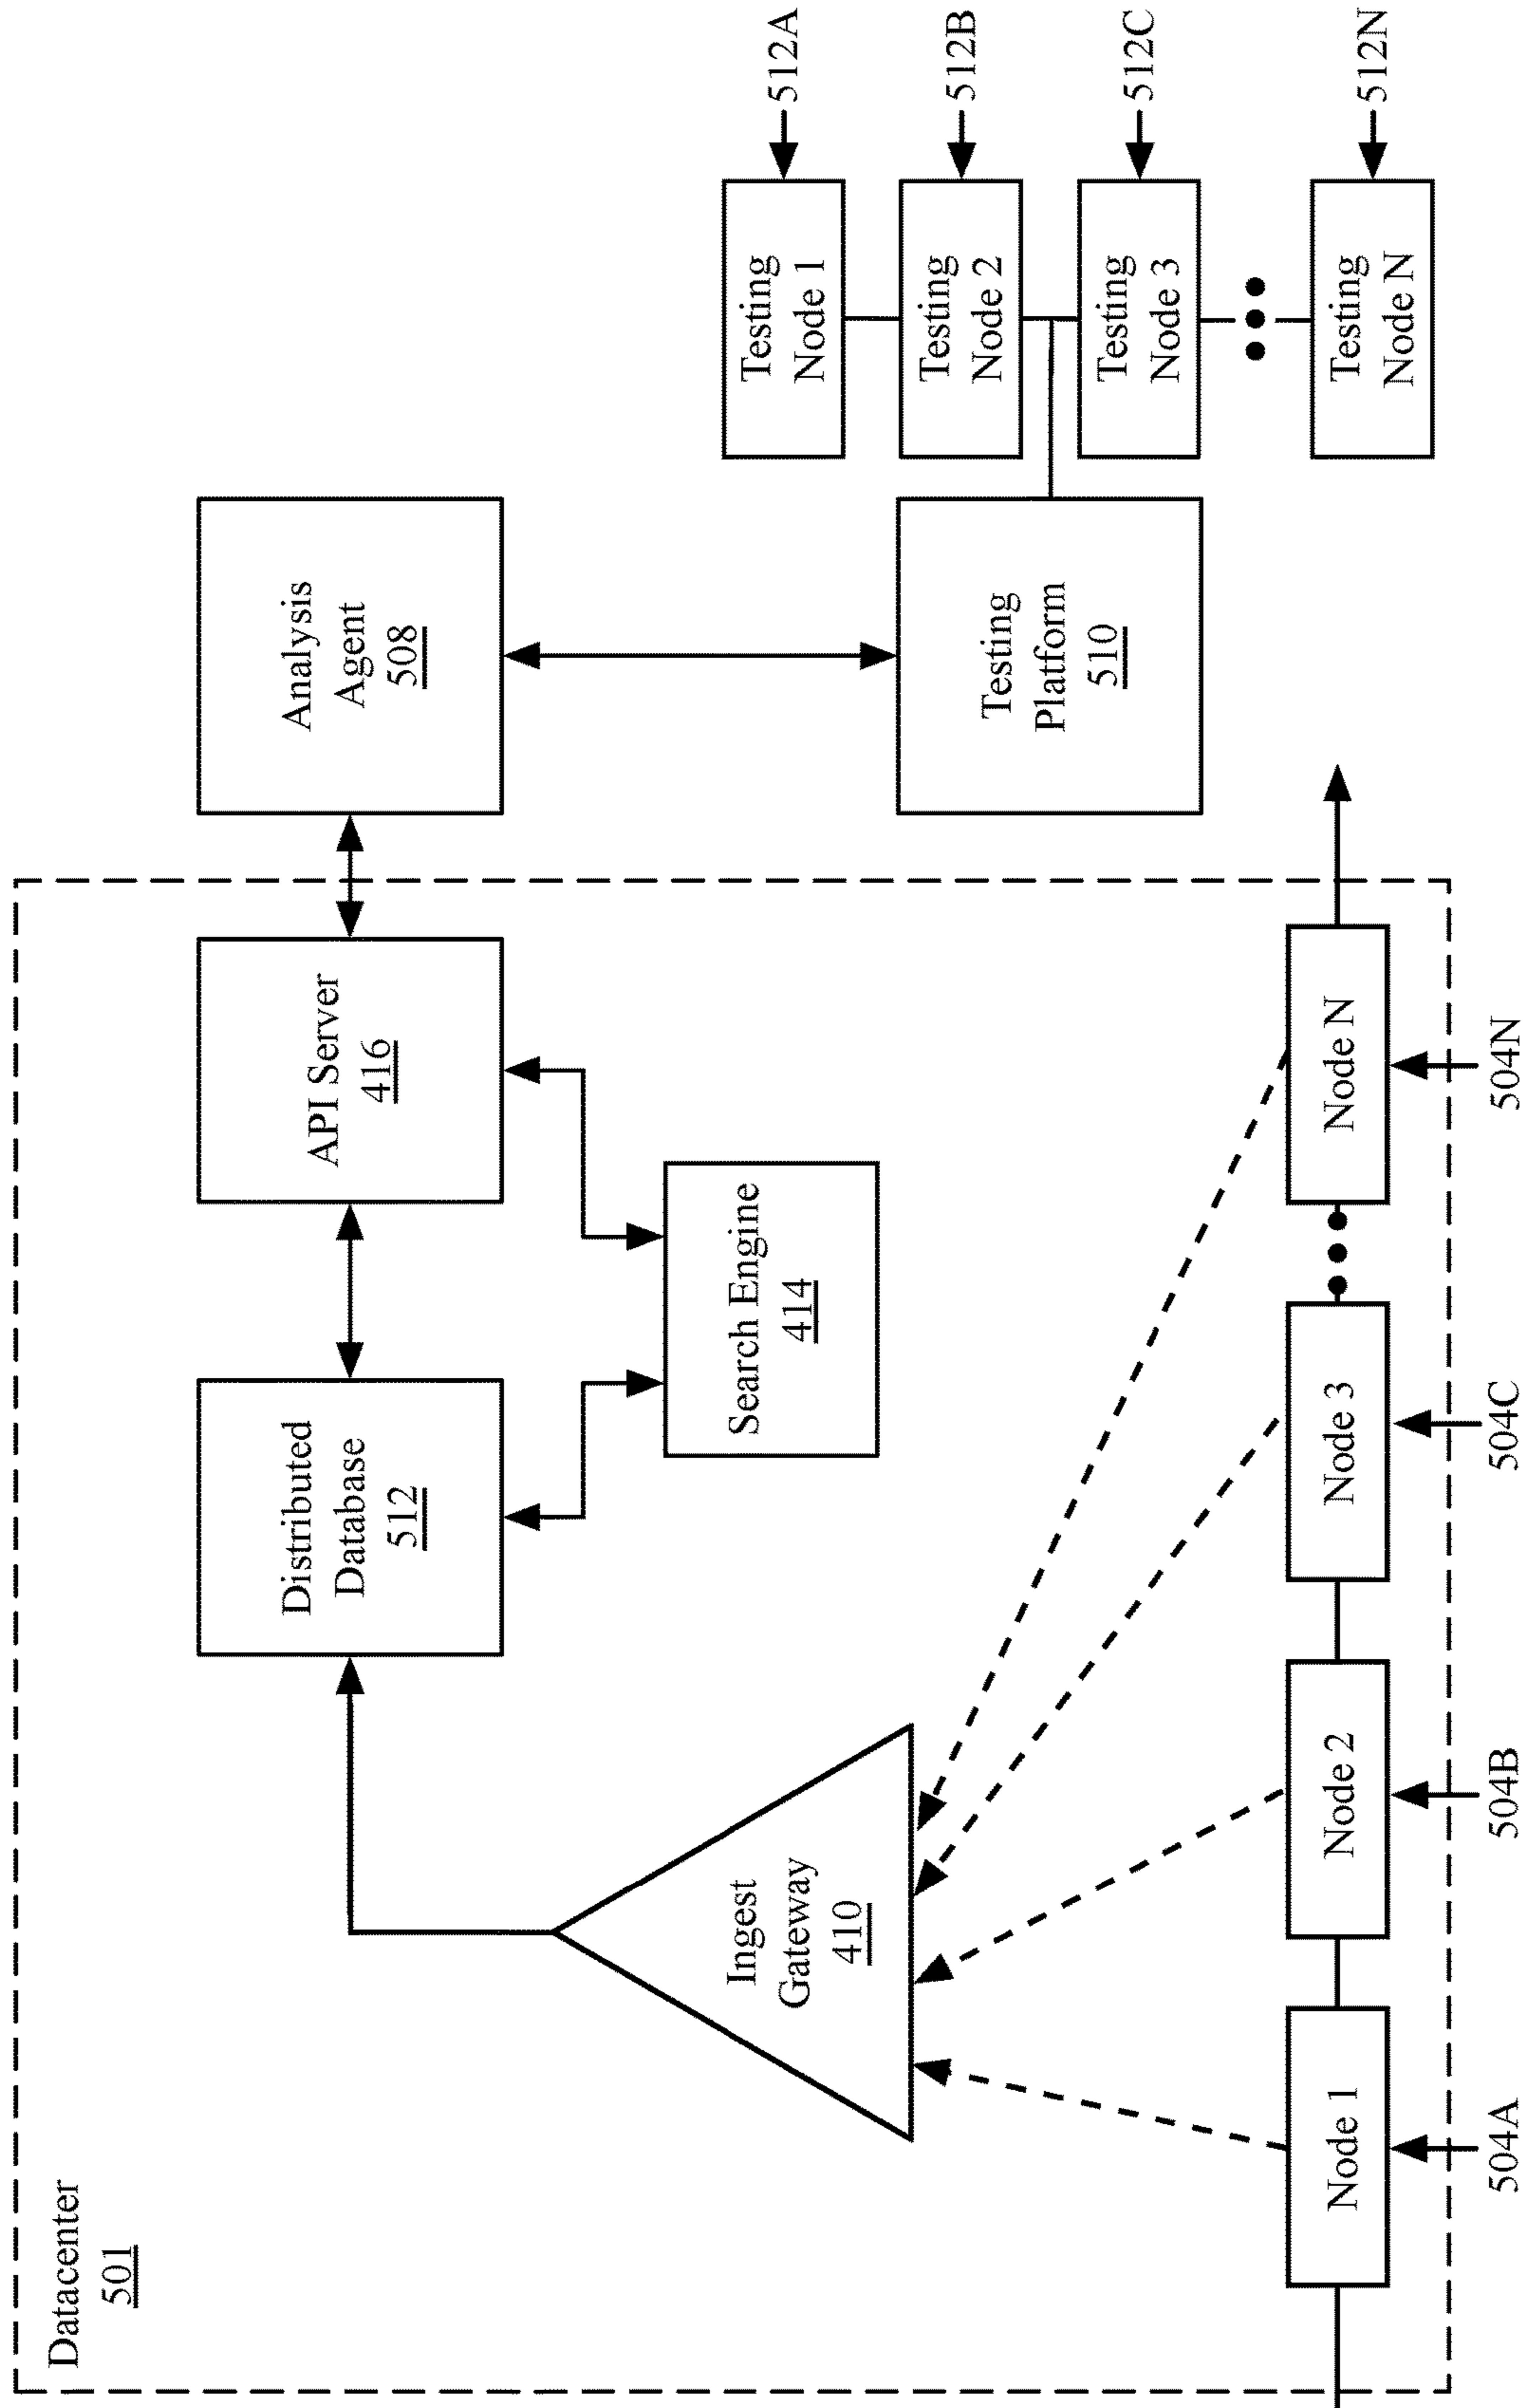 Datacenter
501
Distributed
Database
512
API Server
416
Analysis
Agent
508
Search Engine
414
Ingest
Gateway
410
Testing
Platform
510
Testing
Node 1
512A
Testing
Node 2
512B
Testing
Node 3
512C
Testing
Node N
512N
Node 1
Node 2
Node 3
Node N
504A
504B
504C
504N